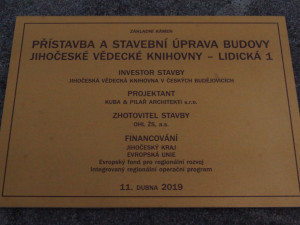 ZÁKLADNÍ KÁMEN
PŘÍSTAVBA A STAVEBNÍ ÚPRAVA BUDOVY
JIHOČESKÉ VĚDECKÉ KNIHOVNY – LIDICKÁ 1
INVESTOR STAVBY
JIHOČESKÁ VĚDECKÁ KNIHOVNA V ČESKÝCH BUDĚJOVICÍCH
PROJEKTANT
KUBA & PILAŘ ARCHITEKTI s.r.o.
ZHOTOVITEL STAVBY
OHL ŽS, a.s.
FINANCOVÁNÍ
JIHOČESKÝ KRAJ
EVROPSKÁ UNIE
Evropský fond pro regionální rozvoj
Integrovaný regionální operační program
11. DUBNA 2019